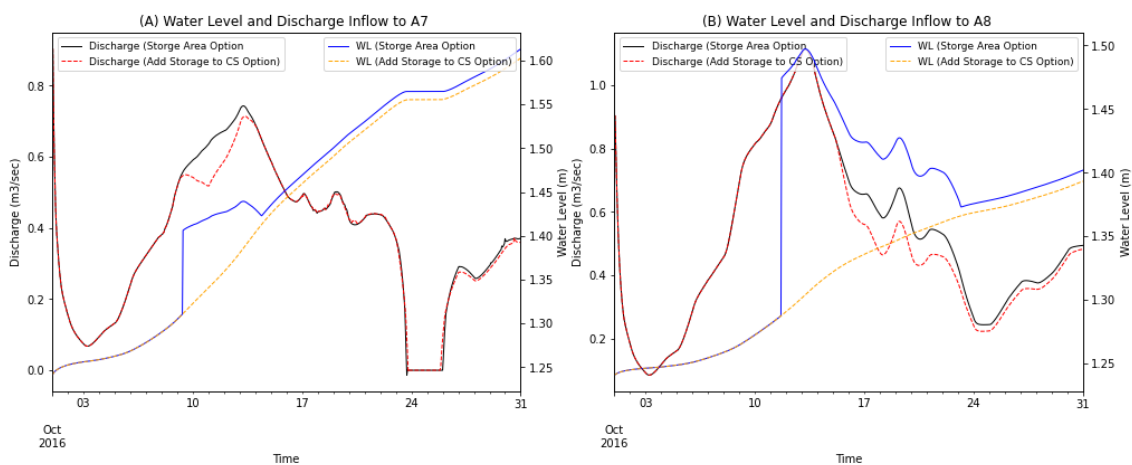 (A) Water Level and Discharge Inflow to A7
Discharge (Storge Area Option
Discharge (Add Storage to CS Option)
WL (Storge Area Option
WL (Add Storage to CS Option)
0.8
0.6
0.4
0.2
0.0
Discharge (m3/sec)
1.60
1.55
1.50
1.45
1.40
1.35
1.30
1.25
Water Level (m)
03
10
17
24
31
Oct
2016
Time
(B) Water Level and Discharge Inflow to A8
Discharge (Storge Area Option
Discharge (Add Storage to CS Option)
WL (Storge Area Option
WL (Add Storage to CS Option)
1.0
0.8
0.6
0.4
0.2
Discharge (m3/sec)
1.50
1.45
1.40
1.35
1.30
1.25
Water Level (m)
03
10
17
24
31
Oct
2016
Time